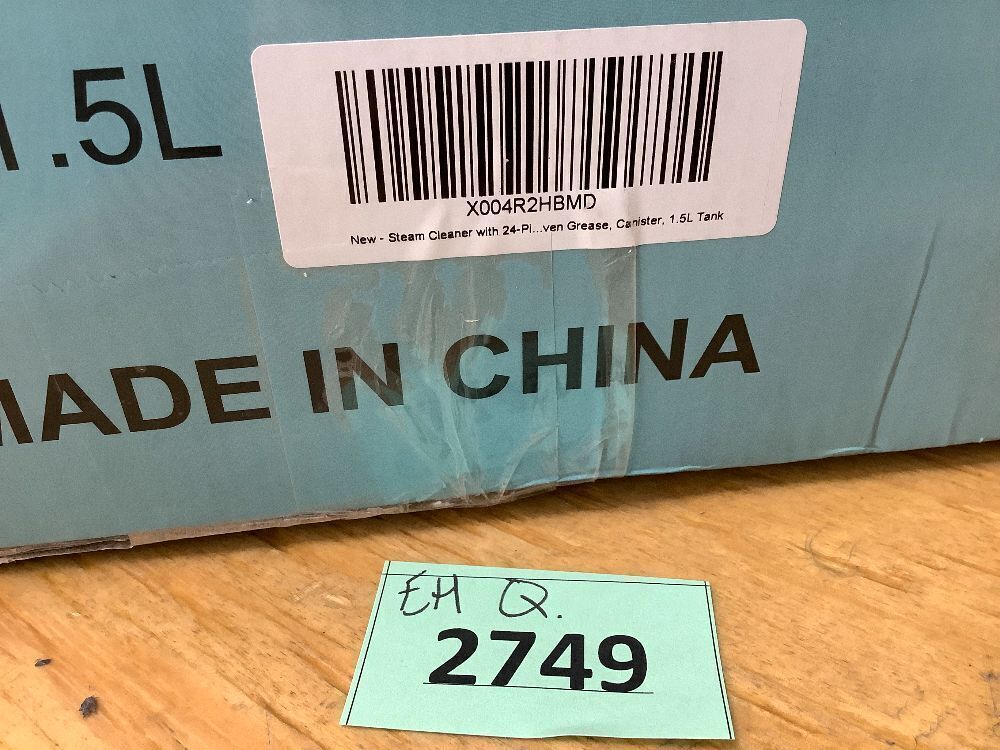 1.5L
X004R2HBMD
New - Steam Cleaner with 24-Pi...ven Grease, Canister, 1.5L Tank
MADE IN CHINA
EH Q.
2749